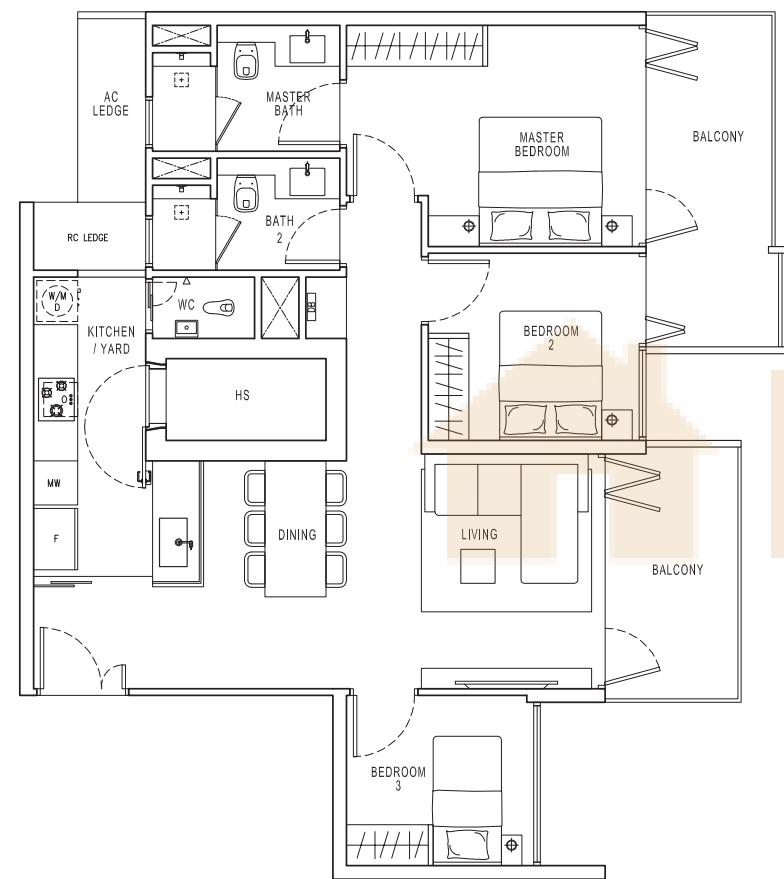 AC
LEDGE
MASTER
BATH
MASTER
BEDROOM
BALCONY
BATH
2
RC LEDGE
W/M
D
WC
DB
KITCHEN
/ YARD
BEDROOM
2
HS
MW
F
DINING
LIVING
BALCONY
BEDROOM
3